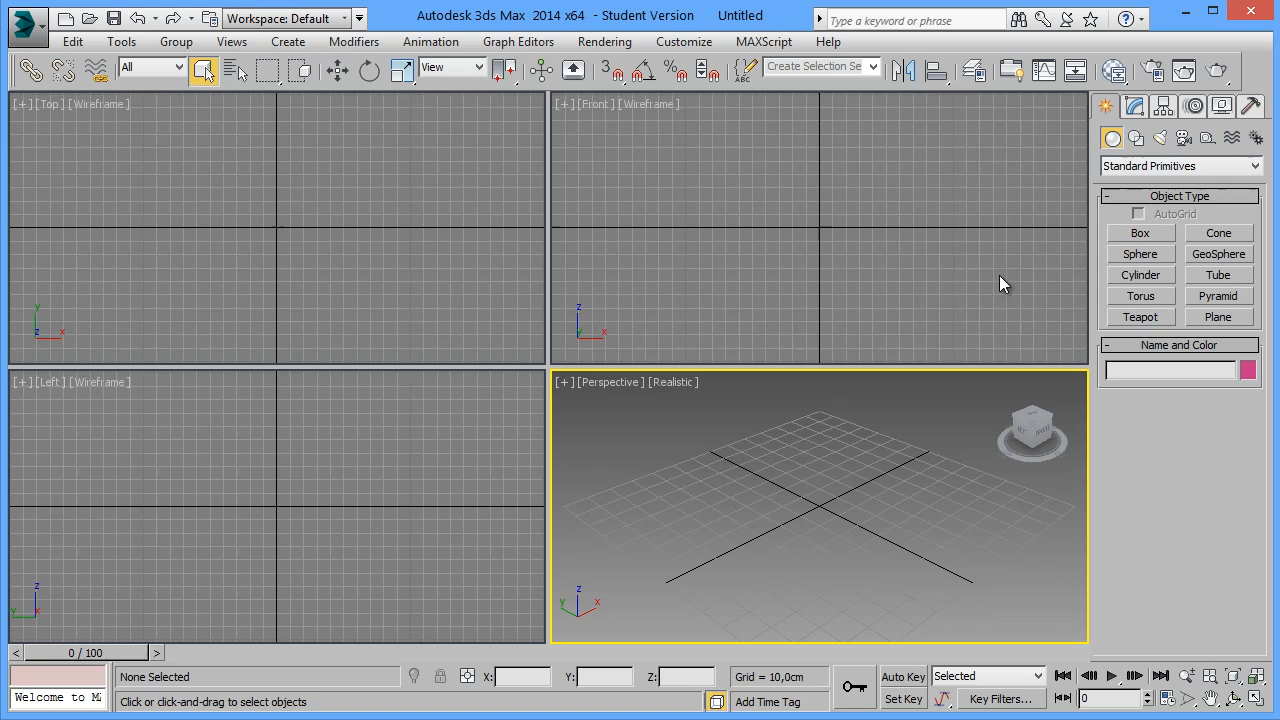 Workspace: Default
Autodesk 3ds Max 2014 x64 - Student Version Untitled
Type a keyword or phrase
Edit Tools Group Views Create Modifiers Animation Graph Editors Rendering Customize MAXScript Help
All
View
3
Create Selection Se
[+] [Top] [Wireframe]
[+] [Front] [Wireframe]
Standard Primitives
- Object Type
AutoGrid
Box Cone
Sphere GeoSphere
Cylinder Tube
Torus Pyramid
Teapot Plane
- Name and Color
y
z x
z
y x
[+] [Left] [Wireframe]
[+] [Perspective] [Realistic]
z
y x
z
y x
< 0 / 100 >
None Selected X: Y: Z: Grid = 10,0cm Auto Key Selected
Welcome to M
Click or click-and-drag to select objects Add Time Tag Set Key Key Filters... 0